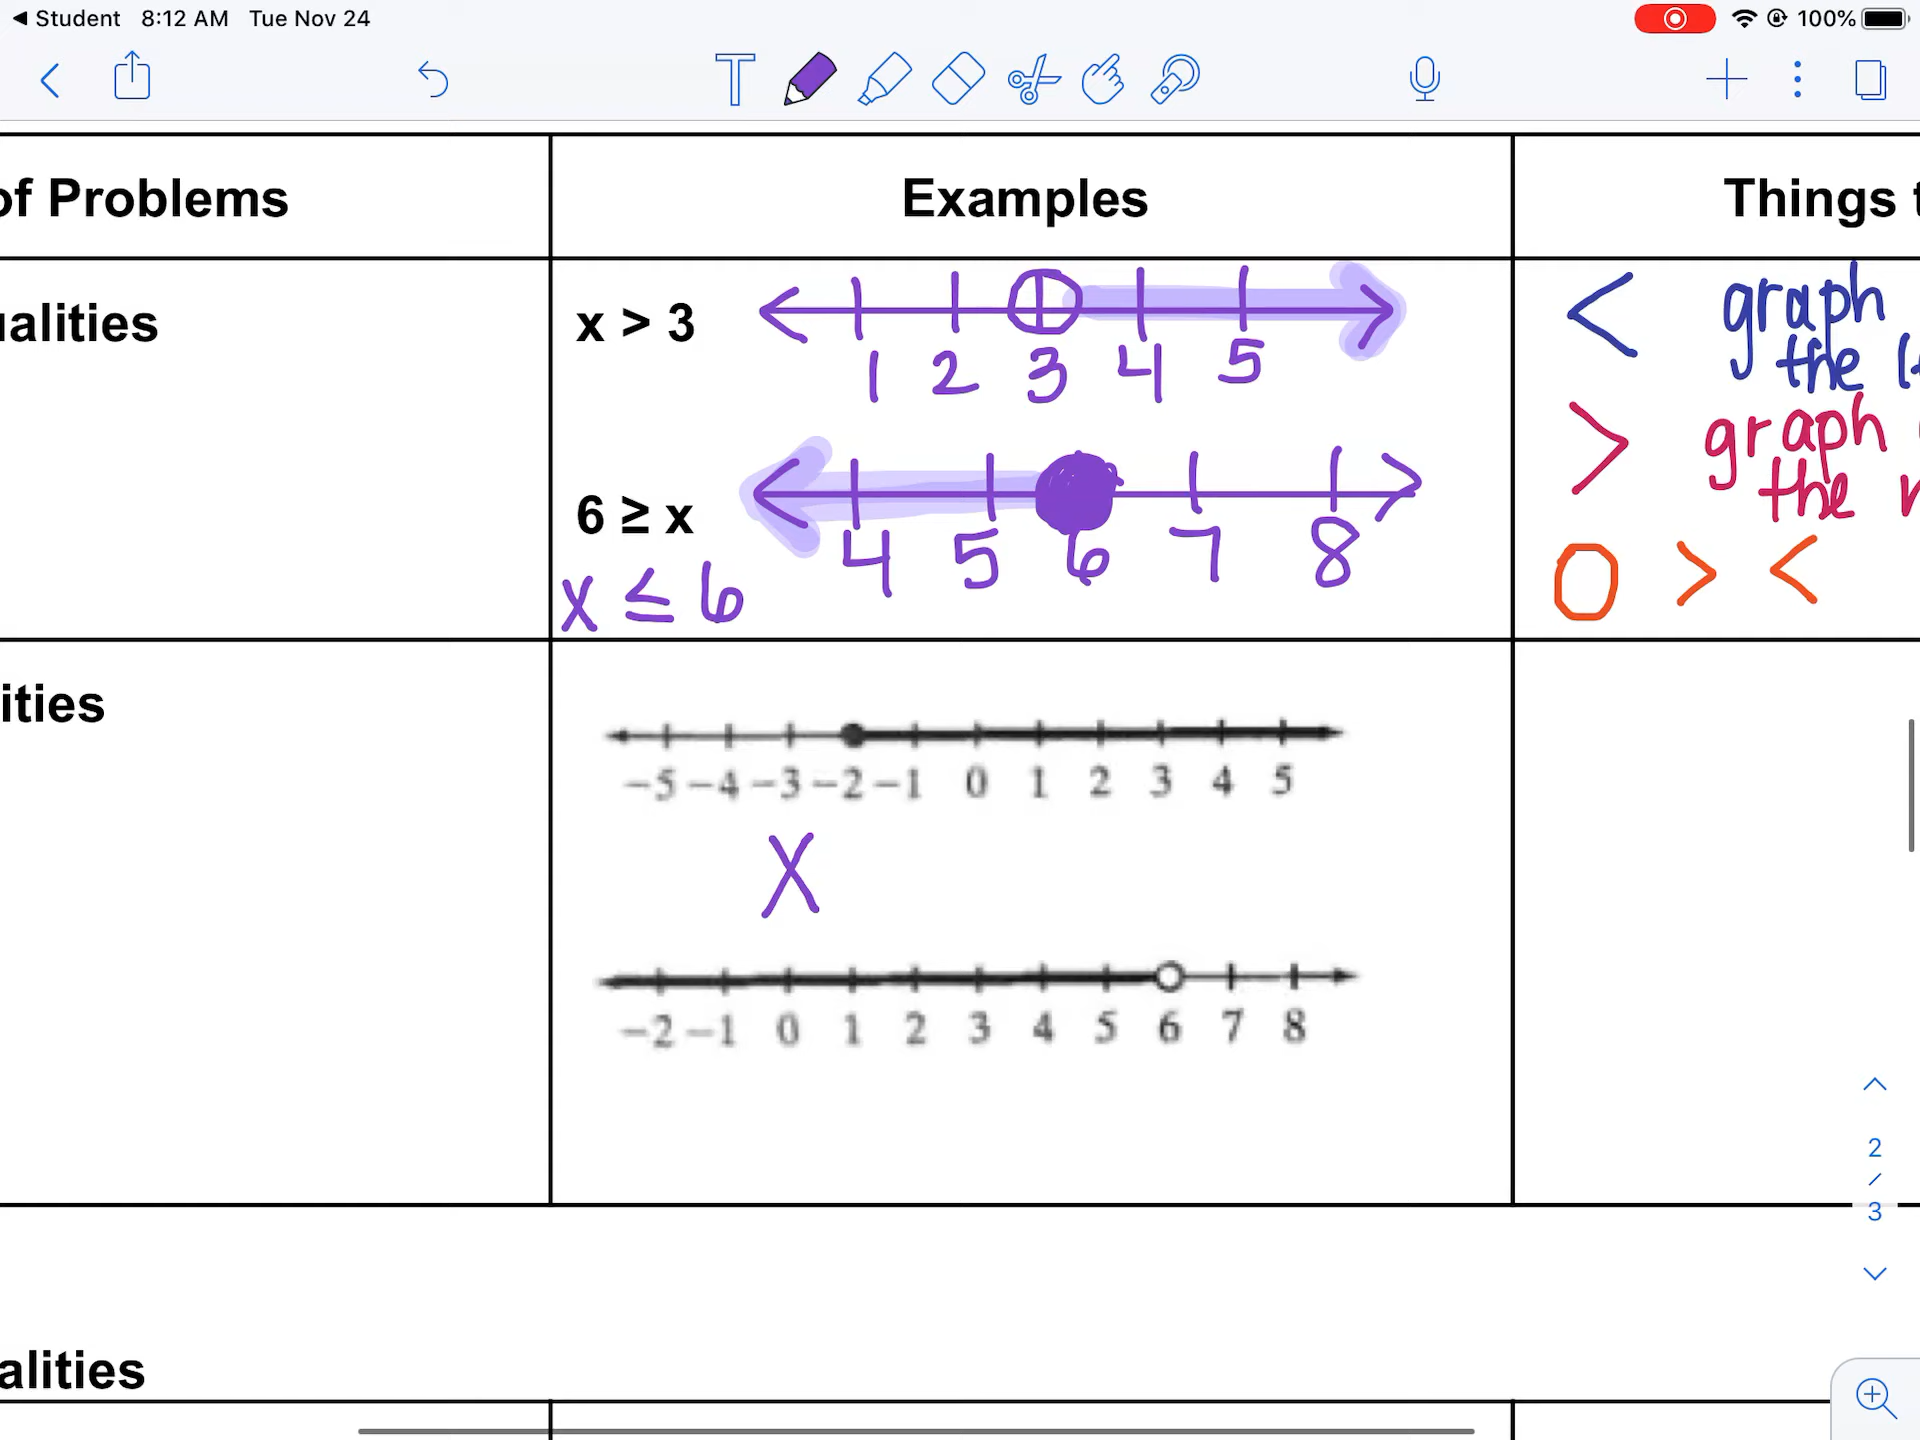 Student 8:12 AM Tue Nov 24 100%
of Problems
Examples
Things t
ualities
x > 3
1 2 3 4 5
6 ≥ x
4 5 6 7 8
x ≤ 6
< graph
the
> graph
the
O > <
ities
−5 −4 −3 −2 −1 0 1 2 3 4 5
X
−2 −1 0 1 2 3 4 5 6 7 8
2
/
3
alities